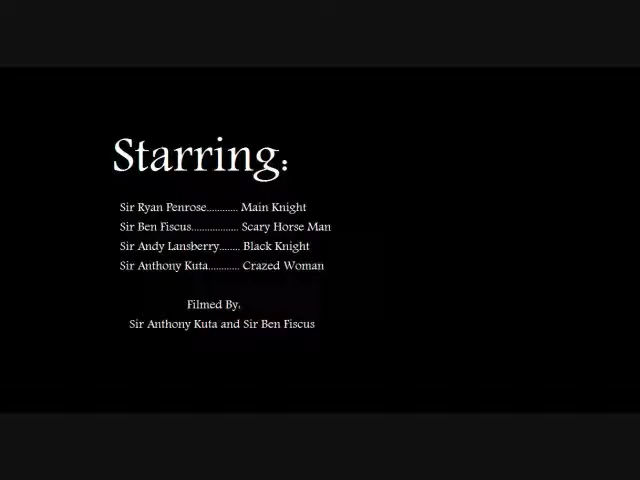 Starring:
Sir Ryan Penrose............ Main Knight
Sir Ben Fiscus.................. Scary Horse Man
Sir Andy Lansberry........ Black Knight
Sir Anthony Kuta............ Crazed Woman
Filmed By:
Sir Anthony Kuta and Sir Ben Fiscus